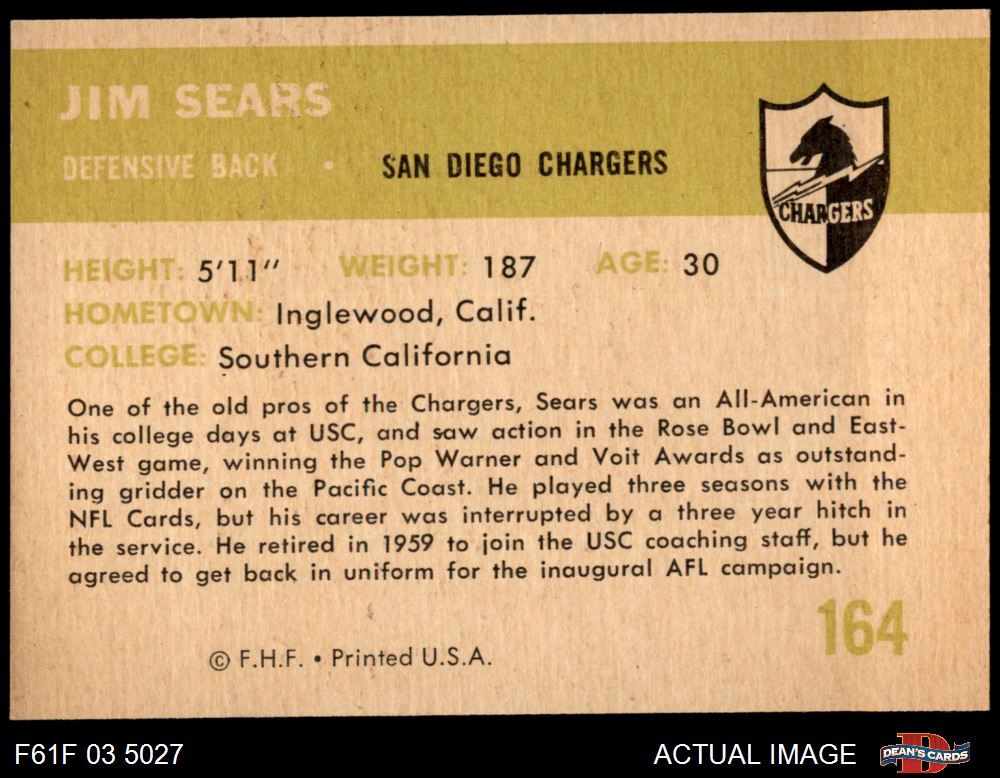 JIM SEARS
DEFENSIVE BACK • SAN DIEGO CHARGERS
CHARGERS
HEIGHT: 5'11" WEIGHT: 187 AGE: 30
HOMETOWN: Inglewood, Calif.
COLLEGE: Southern California
One of the old pros of the Chargers, Sears was an All-American in
his college days at USC, and saw action in the Rose Bowl and East-
West game, winning the Pop Warner and Voit Awards as outstand-
ing gridder on the Pacific Coast. He played three seasons with the
NFL Cards, but his career was interrupted by a three year hitch in
the service. He retired in 1959 to join the USC coaching staff, but he
agreed to get back in uniform for the inaugural AFL campaign.
164
© F.H.F. • Printed U.S.A.
F61F 03 5027
ACTUAL IMAGE
D
DEAN'S CARDS